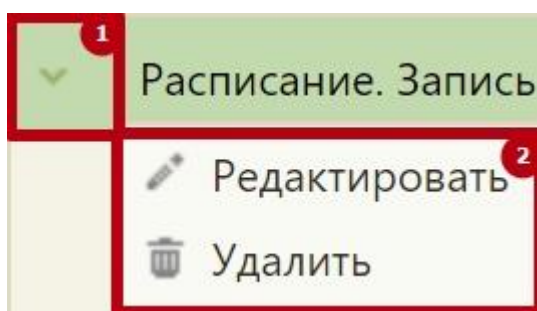 1
Расписание. Запись
2
Редактировать
Удалить